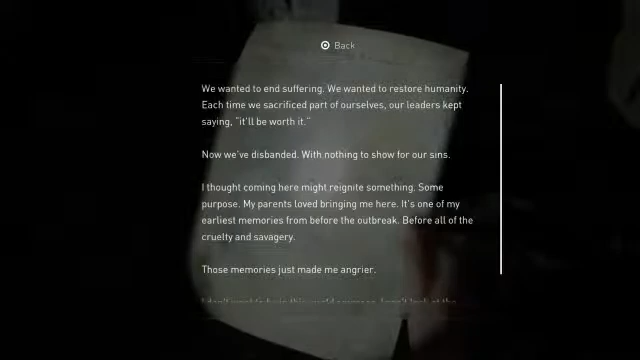 Back
We wanted to end suffering. We wanted to restore humanity.
Each time we sacrificed part of ourselves, our leaders kept
saying, "it'll be worth it."
Now we've disbanded. With nothing to show for our sins.
I thought coming here might reignite something. Some
purpose. My parents loved bringing me here. It's one of my
earliest memories from before the outbreak. Before all of the
cruelty and savagery.
Those memories just made me angrier.